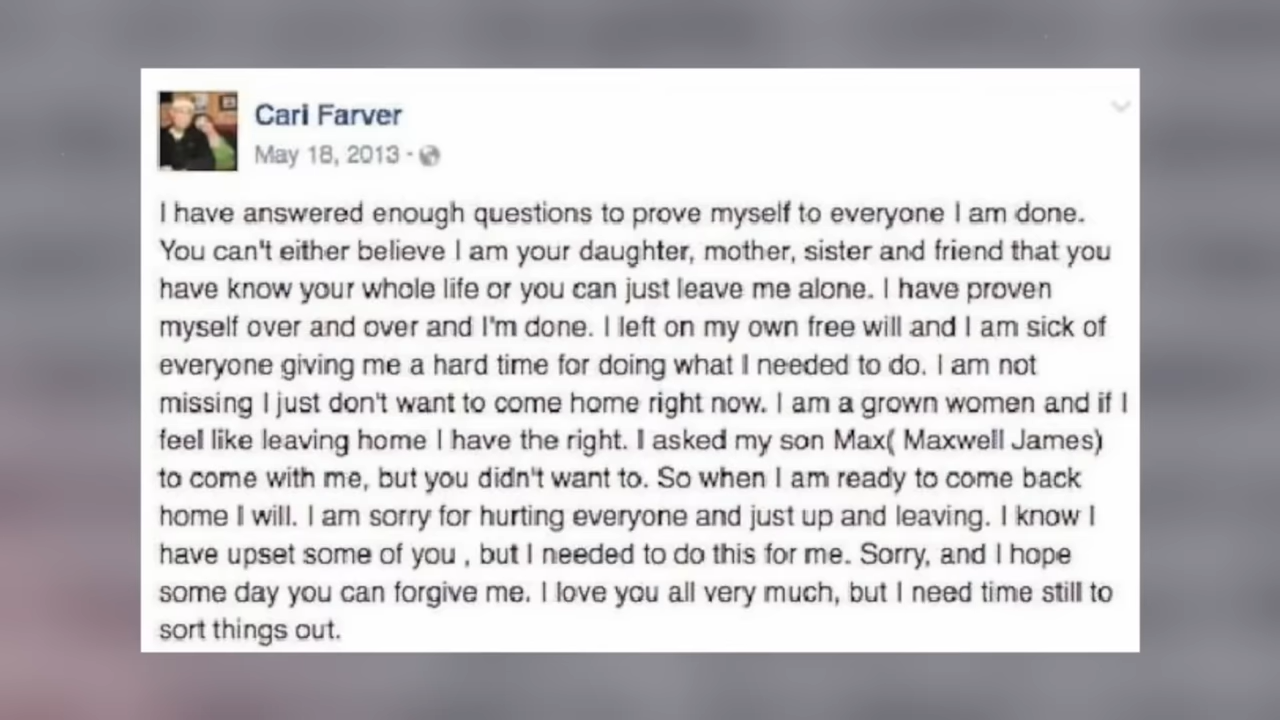 Cari Farver
May 18, 2013 ·
I have answered enough questions to prove myself to everyone I am done.
You can't either believe I am your daughter, mother, sister and friend that you
have know your whole life or you can just leave me alone. I have proven
myself over and over and I'm done. I left on my own free will and I am sick of
everyone giving me a hard time for doing what I needed to do. I am not
missing I just don't want to come home right now. I am a grown women and if I
feel like leaving home I have the right. I asked my son Max( Maxwell James)
to come with me, but you didn't want to. So when I am ready to come back
home I will. I am sorry for hurting everyone and just up and leaving. I know I
have upset some of you , but I needed to do this for me. Sorry, and I hope
some day you can forgive me. I love you all very much, but I need time still to
sort things out.